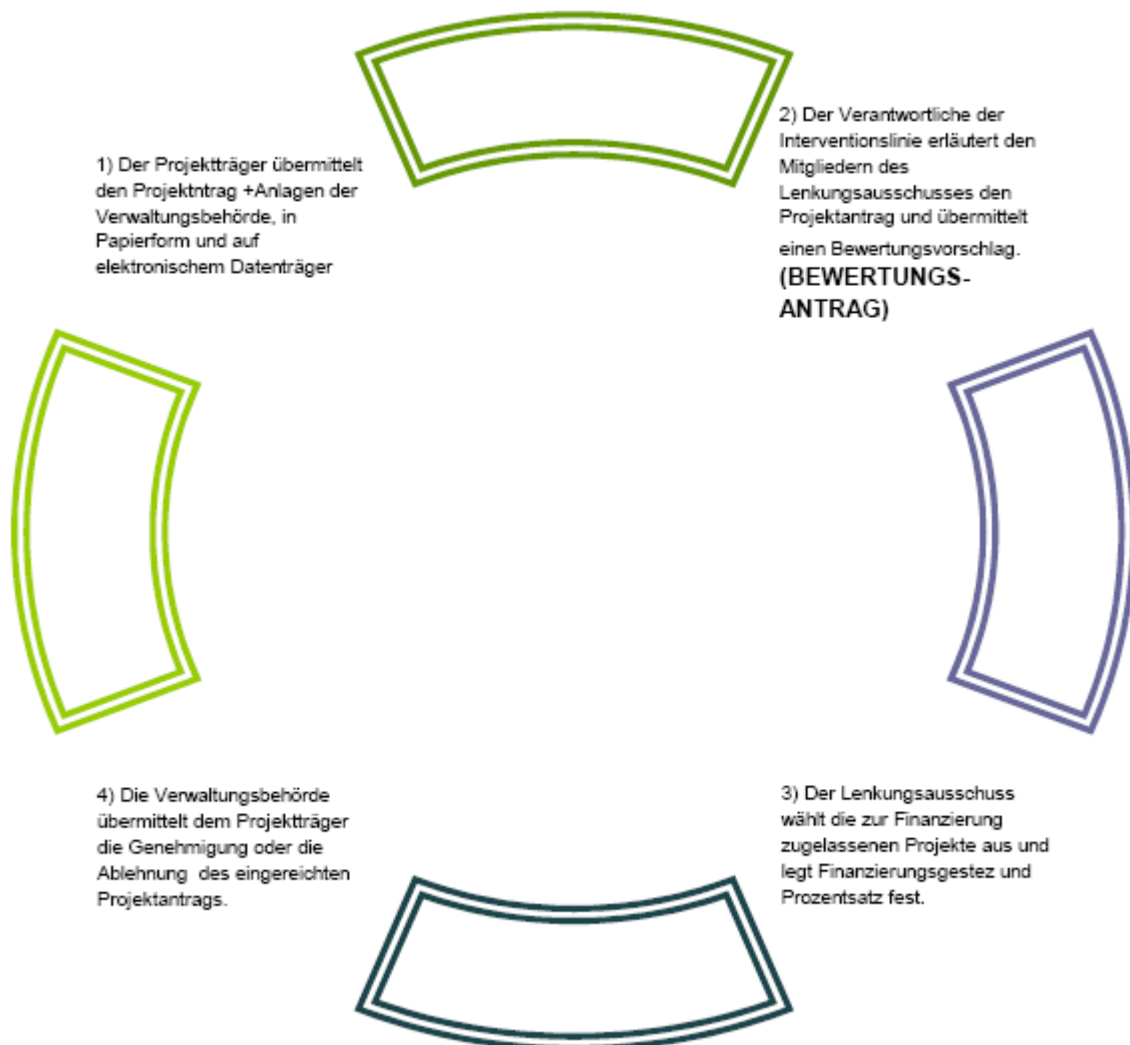 1) Der Projektträger übermittelt
den Projektntrag +Anlagen der
Verwaltungsbehörde, in
Papierform und auf
elektronischem Datenträger
2) Der Verantwortliche der
Interventionslinie erläutert den
Mitgliedern des
Lenkungsausschusses den
Projektantrag und übermittelt
einen Bewertungsvorschlag.
(BEWERTUNGS-
ANTRAG)
3) Der Lenkungsausschuss
wählt die zur Finanzierung
zugelassenen Projekte aus und
legt Finanzierungsgestez und
Prozentsatz fest.
4) Die Verwaltungsbehörde
übermittelt dem Projektträger
die Genehmigung oder die
Ablehnung des eingereichten
Projektantrags.